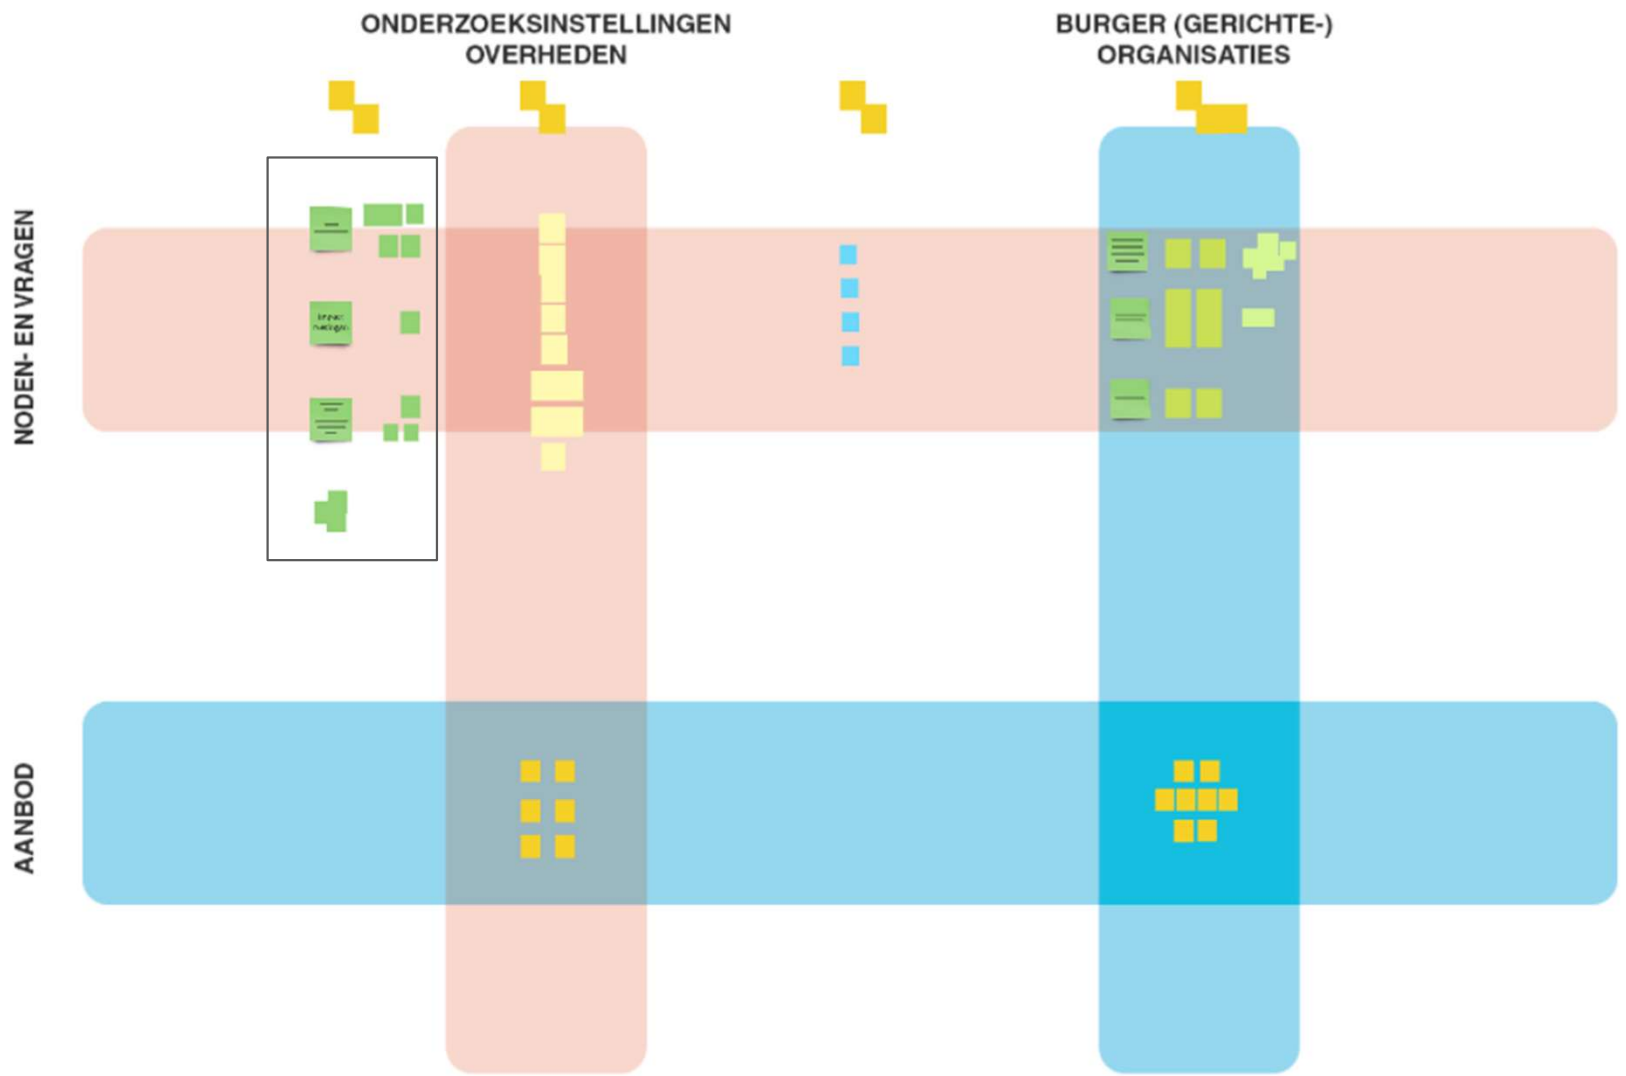 ONDERZOEKSINSTELLINGEN
OVERHEDEN
BURGER (GERICHTE-)
ORGANISATIES
NODEN- EN VRAGEN
AANBOD